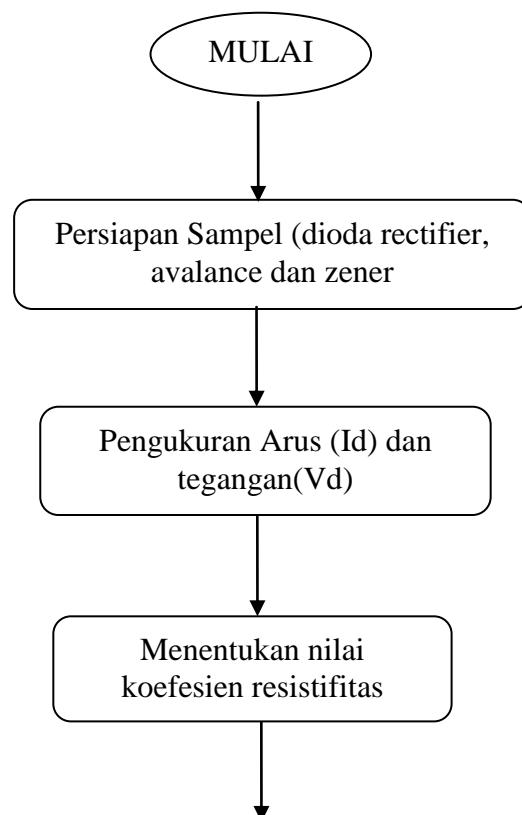 MULAI
Persiapan Sampel (dioda rectifier,
avalance dan zener
Pengukuran Arus (Id) dan
tegangan(Vd)
Menentukan nilai
koefesien resistifitas